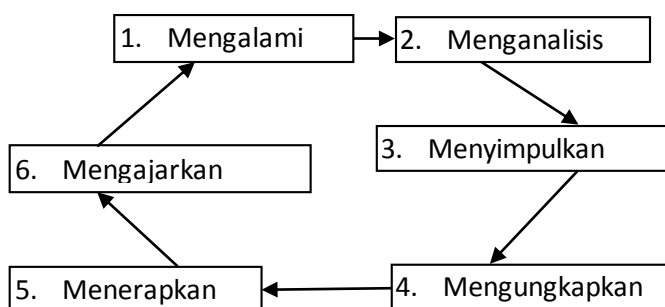 1. Mengalami
2. Menganalisis
3. Menyimpulkan
4. Mengungkapkan
5. Menerapkan
6. Mengajarkan